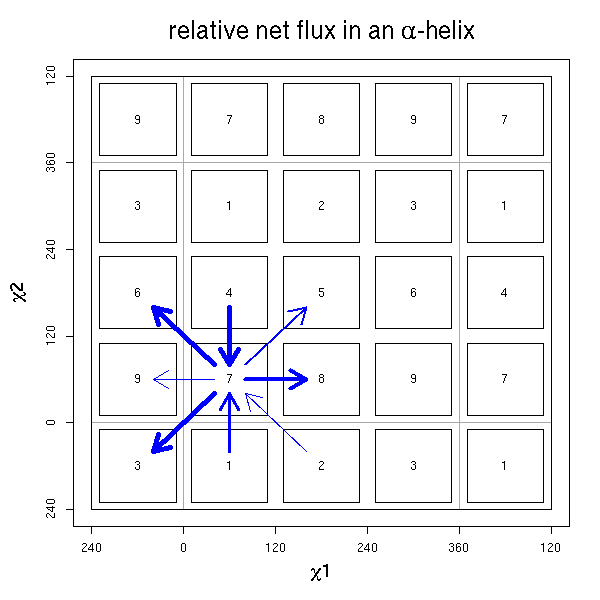 relative net flux in an α-helix
120
9 7 8 9 7
360
3 1 2 3 1
240
6 4 5 6 4
χ2
120
9 7 8 9 7
0
3 1 2 3 1
240
240 0 120 240 360 120
χ1